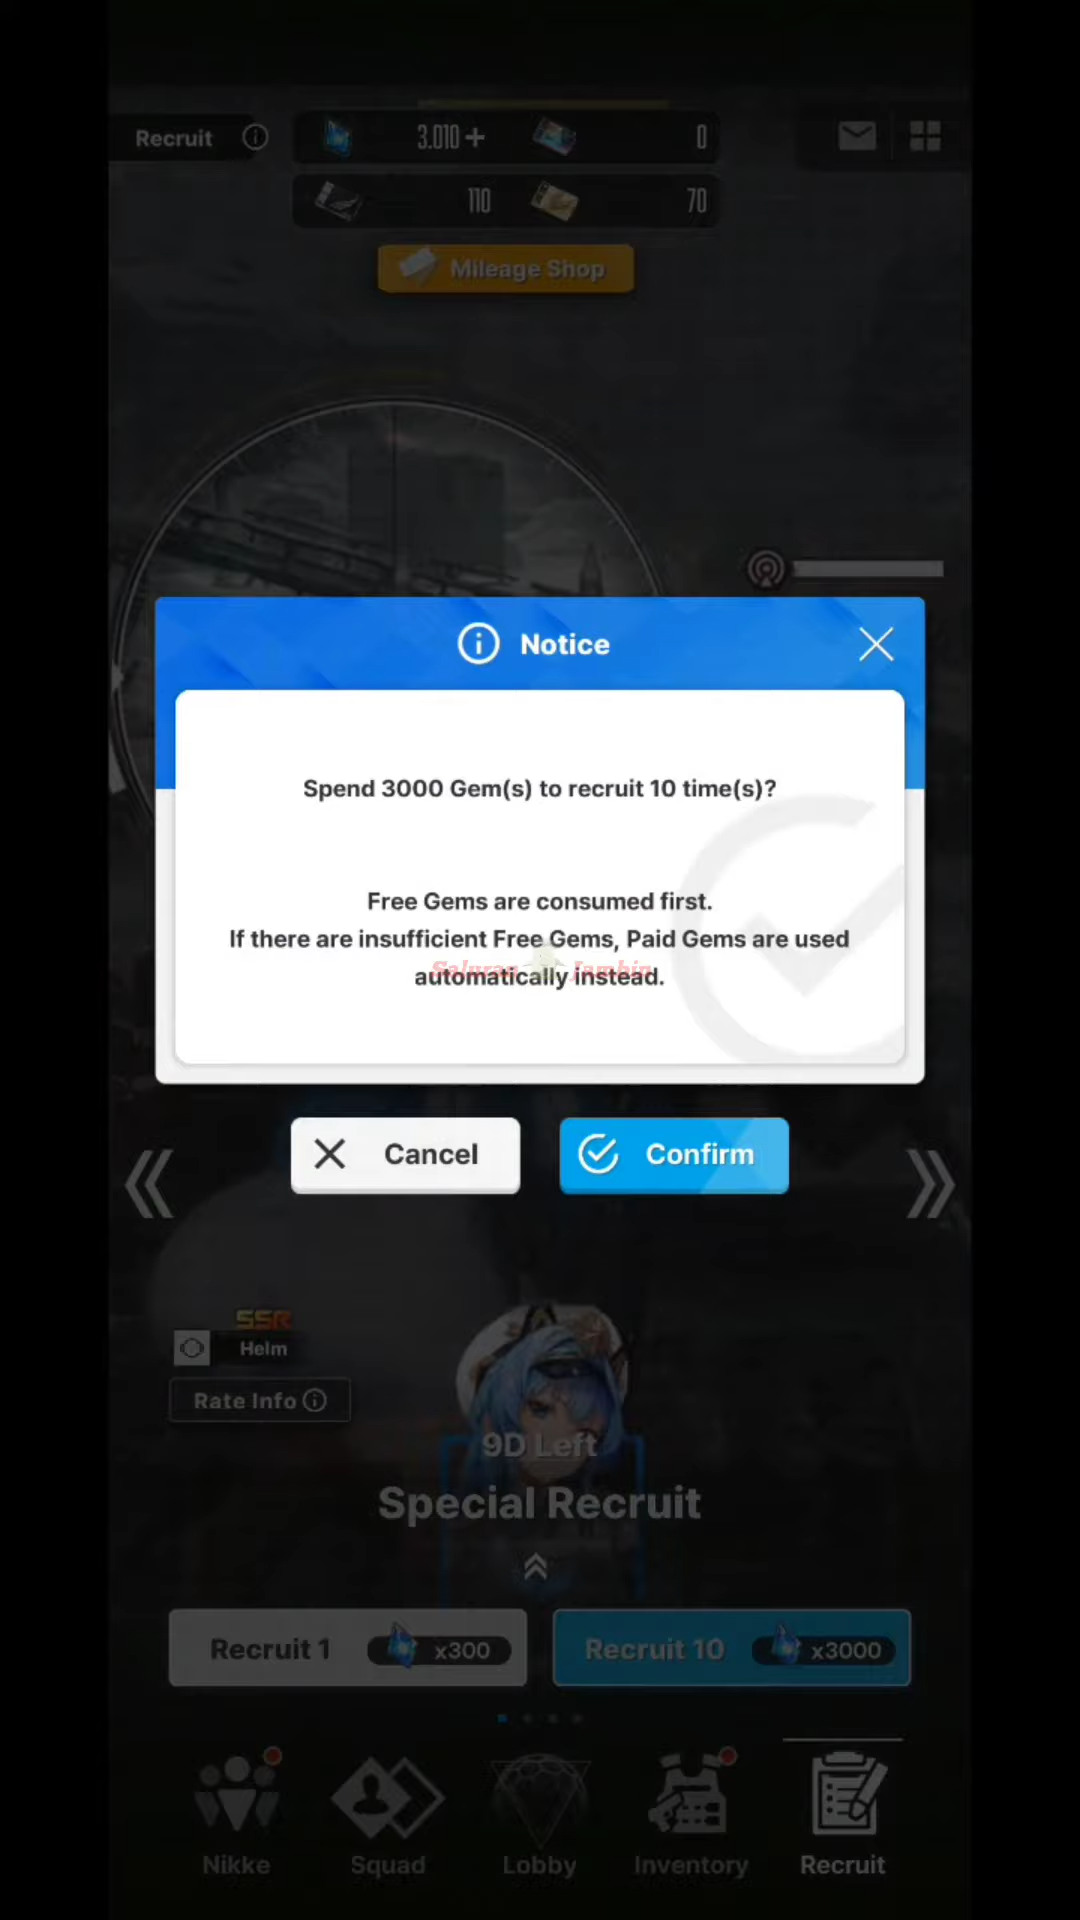 Recruit
3.010
0
110
70
Mileage Shop
Notice
Spend 3000 Gem(s) to recruit 10 time(s)?
Free Gems are consumed first.
If there are insufficient Free Gems, Paid Gems are used
Saluran Jambin
automatically instead.
Cancel
Confirm
SSR
Helm
Rate Info
9D Left
Special Recruit
Recruit 1 x300
Recruit 10 x3000
Nikke
Squad
Lobby
Inventory
Recruit